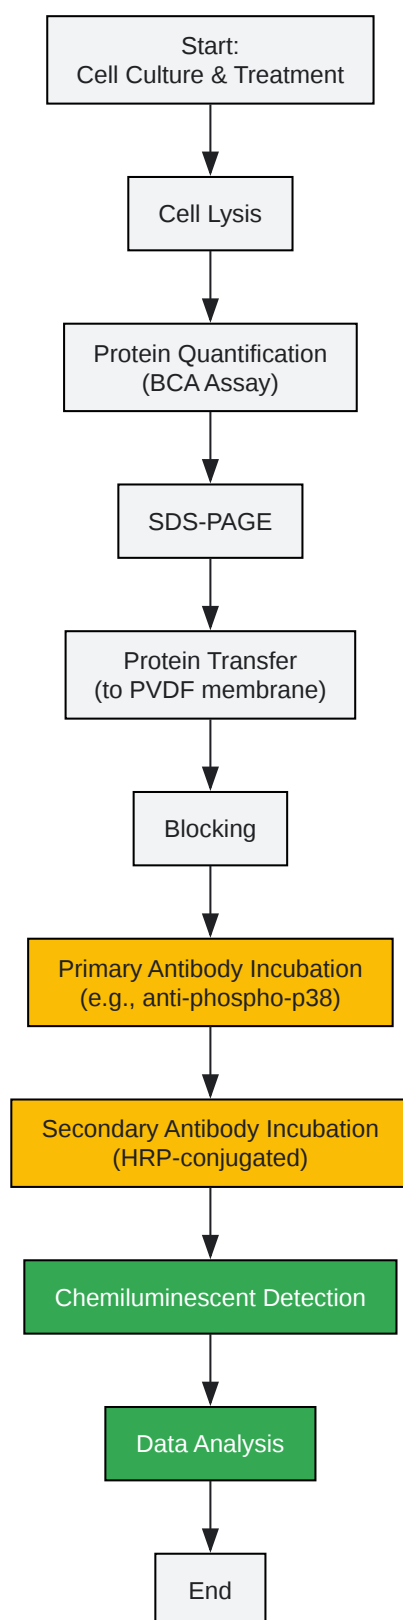 Start:
Cell Culture & Treatment
Cell Lysis
Protein Quantification
(BCA Assay)
SDS-PAGE
Protein Transfer
(to PVDF membrane)
Blocking
Primary Antibody Incubation
(e.g., anti-phospho-p38)
Secondary Antibody Incubation
(HRP-conjugated)
Chemiluminescent Detection
Data Analysis
End